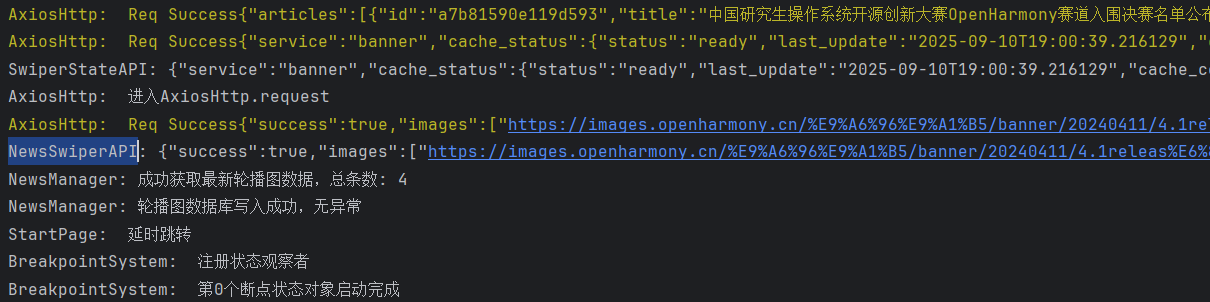 AxiosHttp:  Req Success{"articles":[{"id":"a7b81590e119d593","title":"中国研究生操作系统开源创新大赛OpenHarmony赛道入围决赛名单公布
AxiosHttp:  Req Success{"service":"banner","cache_status":{"status":"ready","last_update":"2025-09-10T19:00:39.216129","
SwiperStateAPI: {"service":"banner","cache_status":{"status":"ready","last_update":"2025-09-10T19:00:39.216129","cache_co
AxiosHttp:  进入AxiosHttp.request
AxiosHttp:  Req Success{"success":true,"images":["https://images.openharmony.cn/%E9%A6%96%E9%A1%B5/banner/20240411/4.1rel
NewsSwiperAPI: {"success":true,"images":["https://images.openharmony.cn/%E9%A6%96%E9%A1%B5/banner/20240411/4.1releas%E6%
NewsManager: 成功获取最新轮播图数据，总条数: 4
NewsManager: 轮播图数据库写入成功，无异常
StartPage:  延时跳转
BreakpointSystem:  注册状态观察者
BreakpointSystem:  第0个断点状态对象启动完成